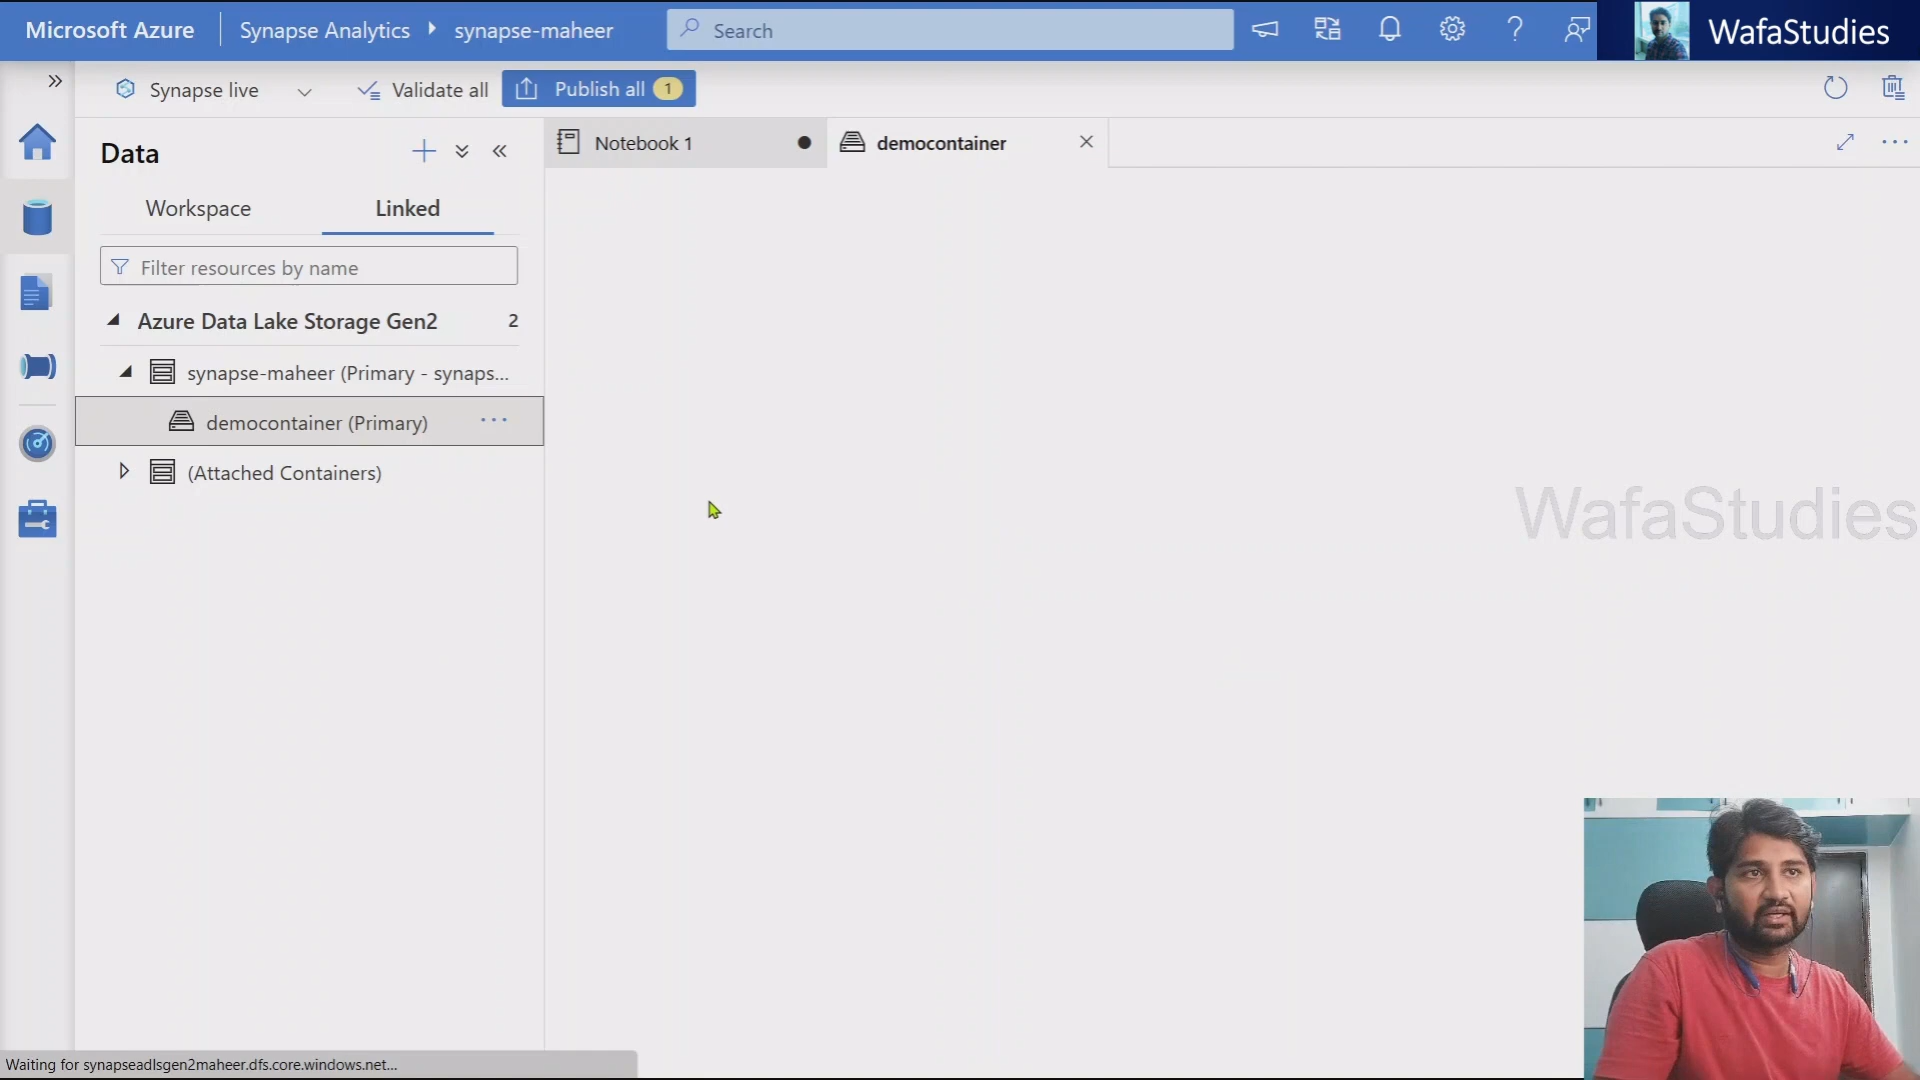 Microsoft Azure
Synapse Analytics
synapse-maheer
Search
WafaStudies
Synapse live
Validate all
Publish all
1
Data
Notebook 1
democontainer
Workspace
Linked
Filter resources by name
Azure Data Lake Storage Gen2
2
synapse-maheer (Primary - synaps...
democontainer (Primary)
(Attached Containers)
WafaStudies
Waiting for synapseadlsgen2maheer.dfs.core.windows.net...